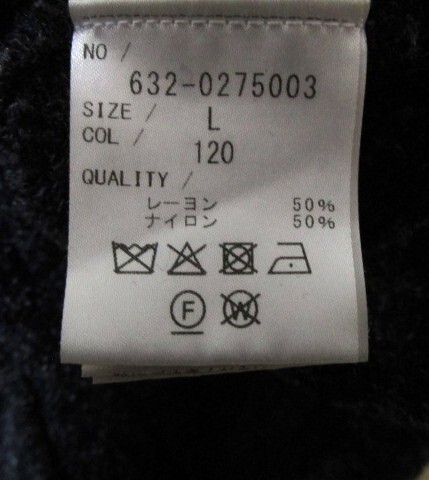 NO /
632-0275003
SIZE / L
COL / 120
QUALITY /
レーヨン 50%
ナイロン 50%
F W